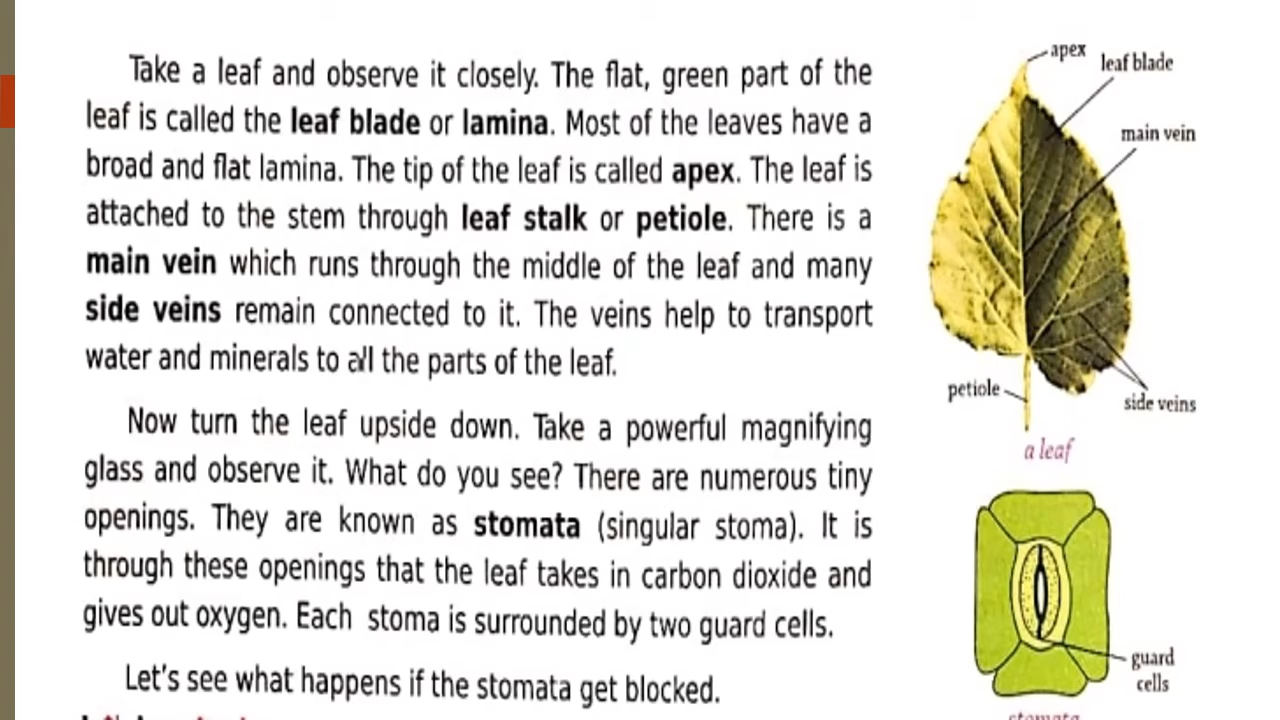 Take a leaf and observe it closely. The flat, green part of the
leaf is called the leaf blade or lamina. Most of the leaves have a
broad and flat lamina. The tip of the leaf is called apex. The leaf is
attached to the stem through leaf stalk or petiole. There is a
main vein which runs through the middle of the leaf and many
side veins remain connected to it. The veins help to transport
water and minerals to all the parts of the leaf.
Now turn the leaf upside down. Take a powerful magnifying
glass and observe it. What do you see? There are numerous tiny
openings. They are known as stomata (singular stoma). It is
through these openings that the leaf takes in carbon dioxide and
gives out oxygen. Each stoma is surrounded by two guard cells.
Let's see what happens if the stomata get blocked.
apex
leaf blade
main vein
petiole
side veins
a leaf
guard
cells
stomata